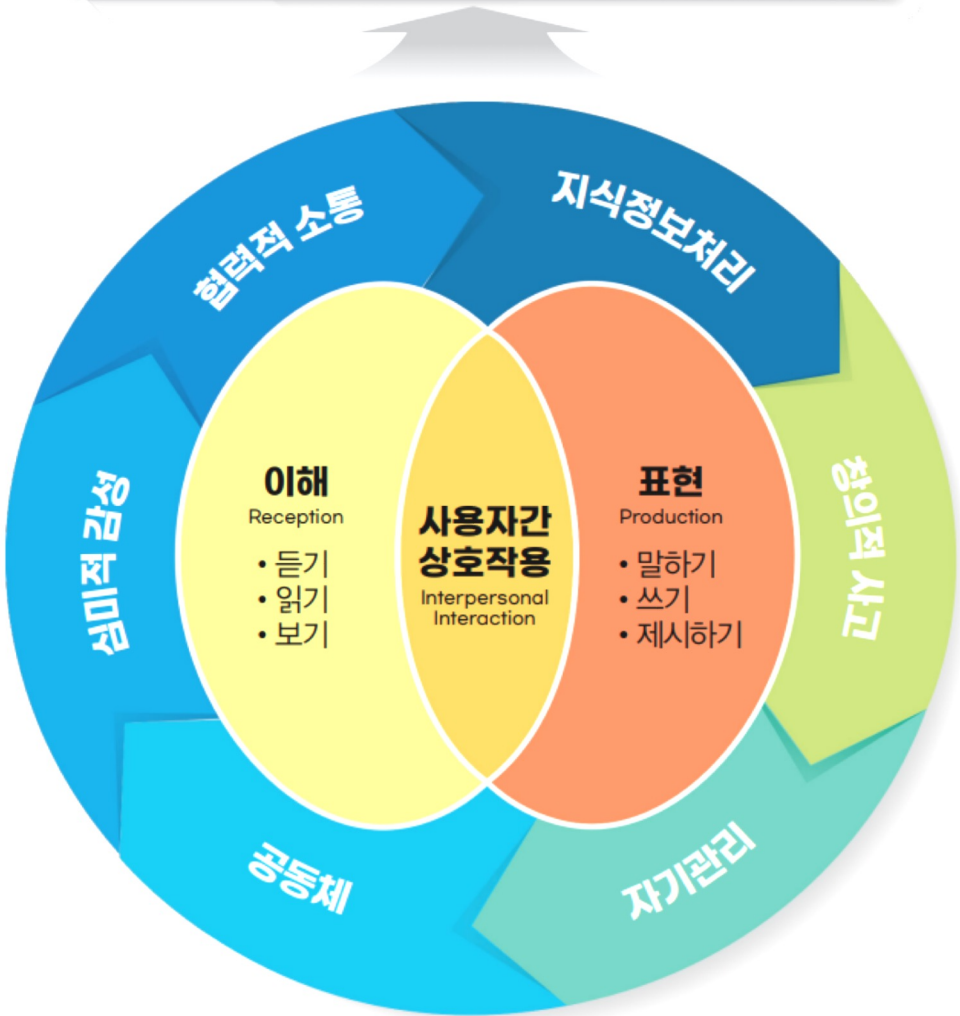 협력적 소통
지식정보처리
창의적 사고
자기관리
공동체
심미적 감성
이해
Reception
• 듣기
• 읽기
• 보기
사용자간
상호작용
Interpersonal
Interaction
표현
Production
• 말하기
• 쓰기
• 제시하기